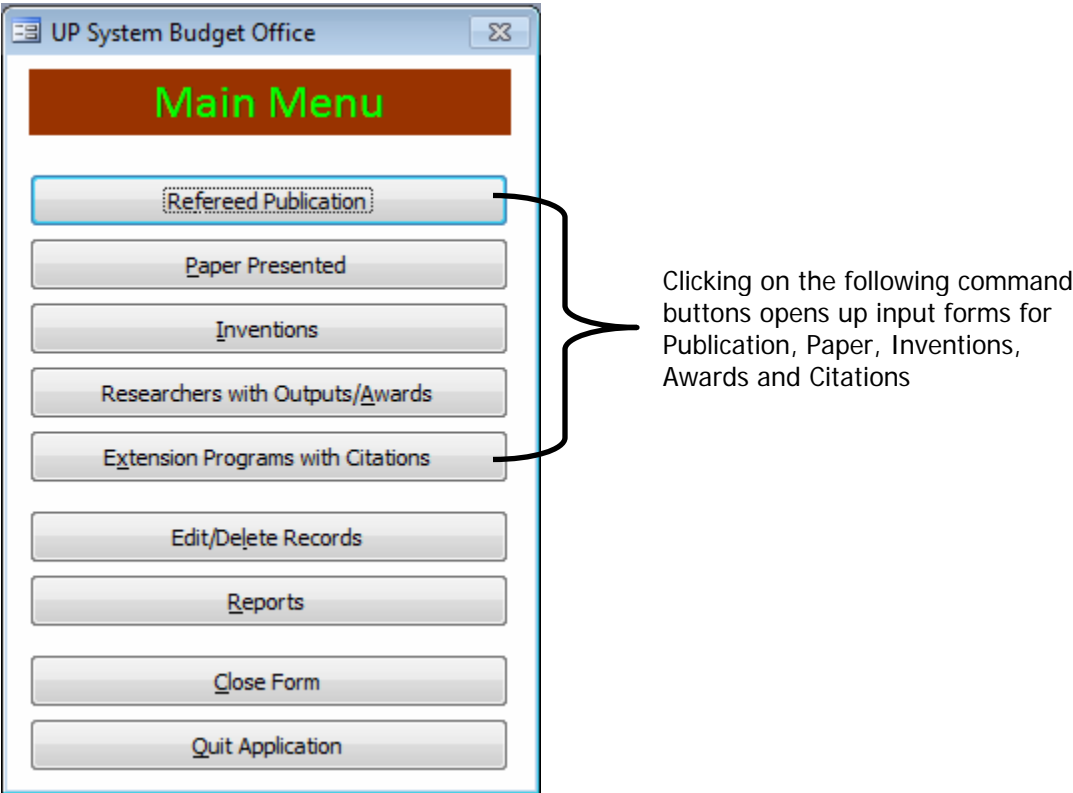 UP System Budget Office
Main Menu
Refereed Publication
Paper Presented
Inventions
Researchers with Outputs/Awards
Extension Programs with Citations
Edit/Delete Records
Reports
Close Form
Quit Application
Clicking on the following command
buttons opens up input forms for
Publication, Paper, Inventions,
Awards and Citations